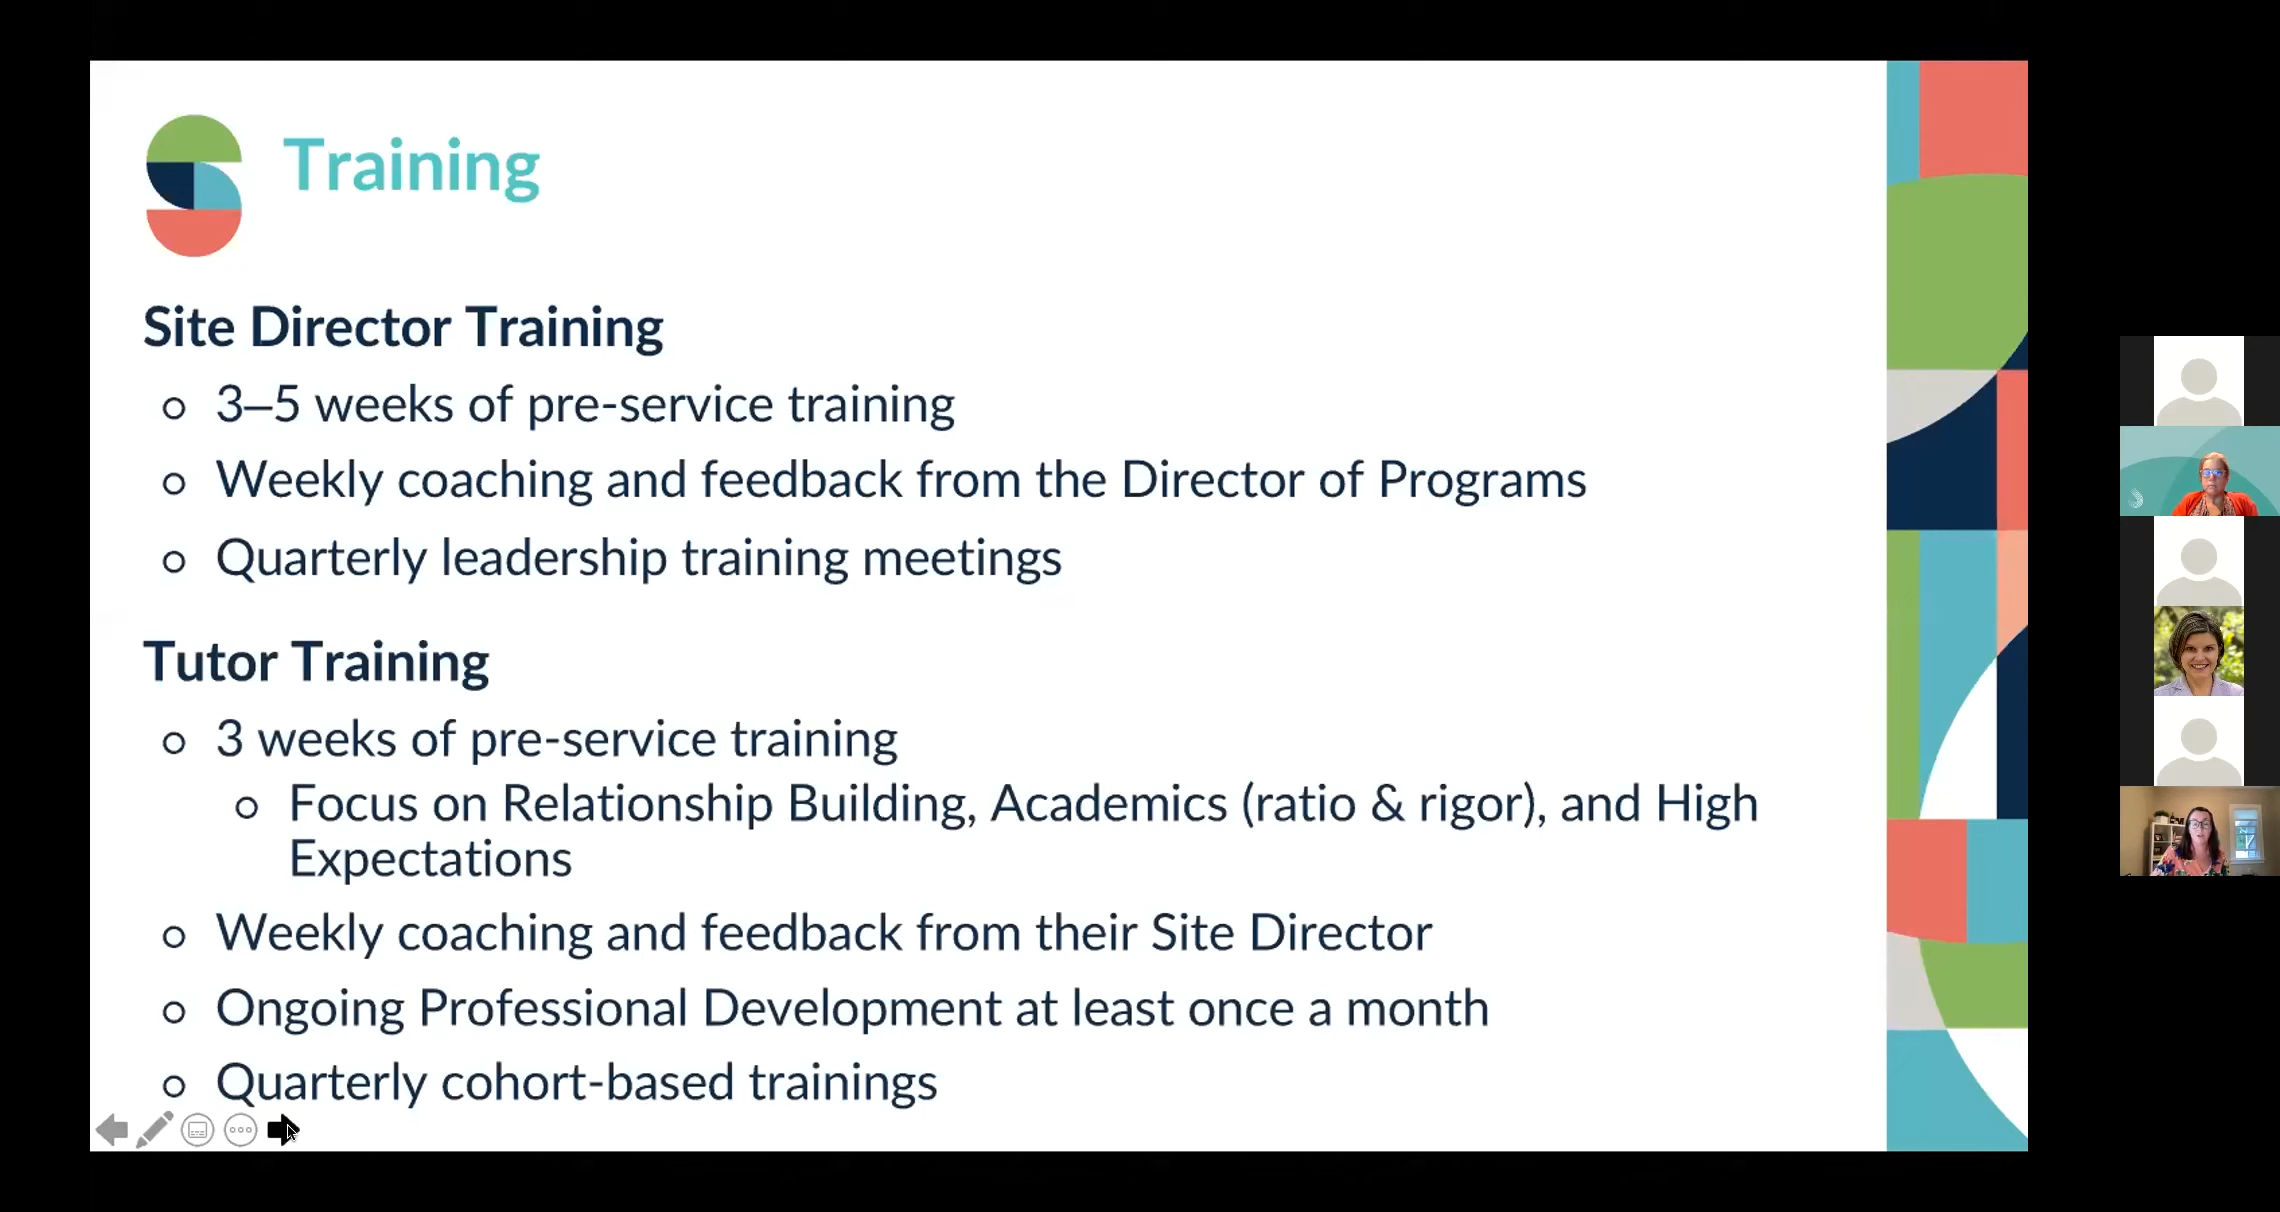 Training
Site Director Training
3–5 weeks of pre-service training
Weekly coaching and feedback from the Director of Programs
Quarterly leadership training meetings
Tutor Training
3 weeks of pre-service training
Focus on Relationship Building, Academics (ratio & rigor), and High
Expectations
Weekly coaching and feedback from their Site Director
Ongoing Professional Development at least once a month
Quarterly cohort-based trainings